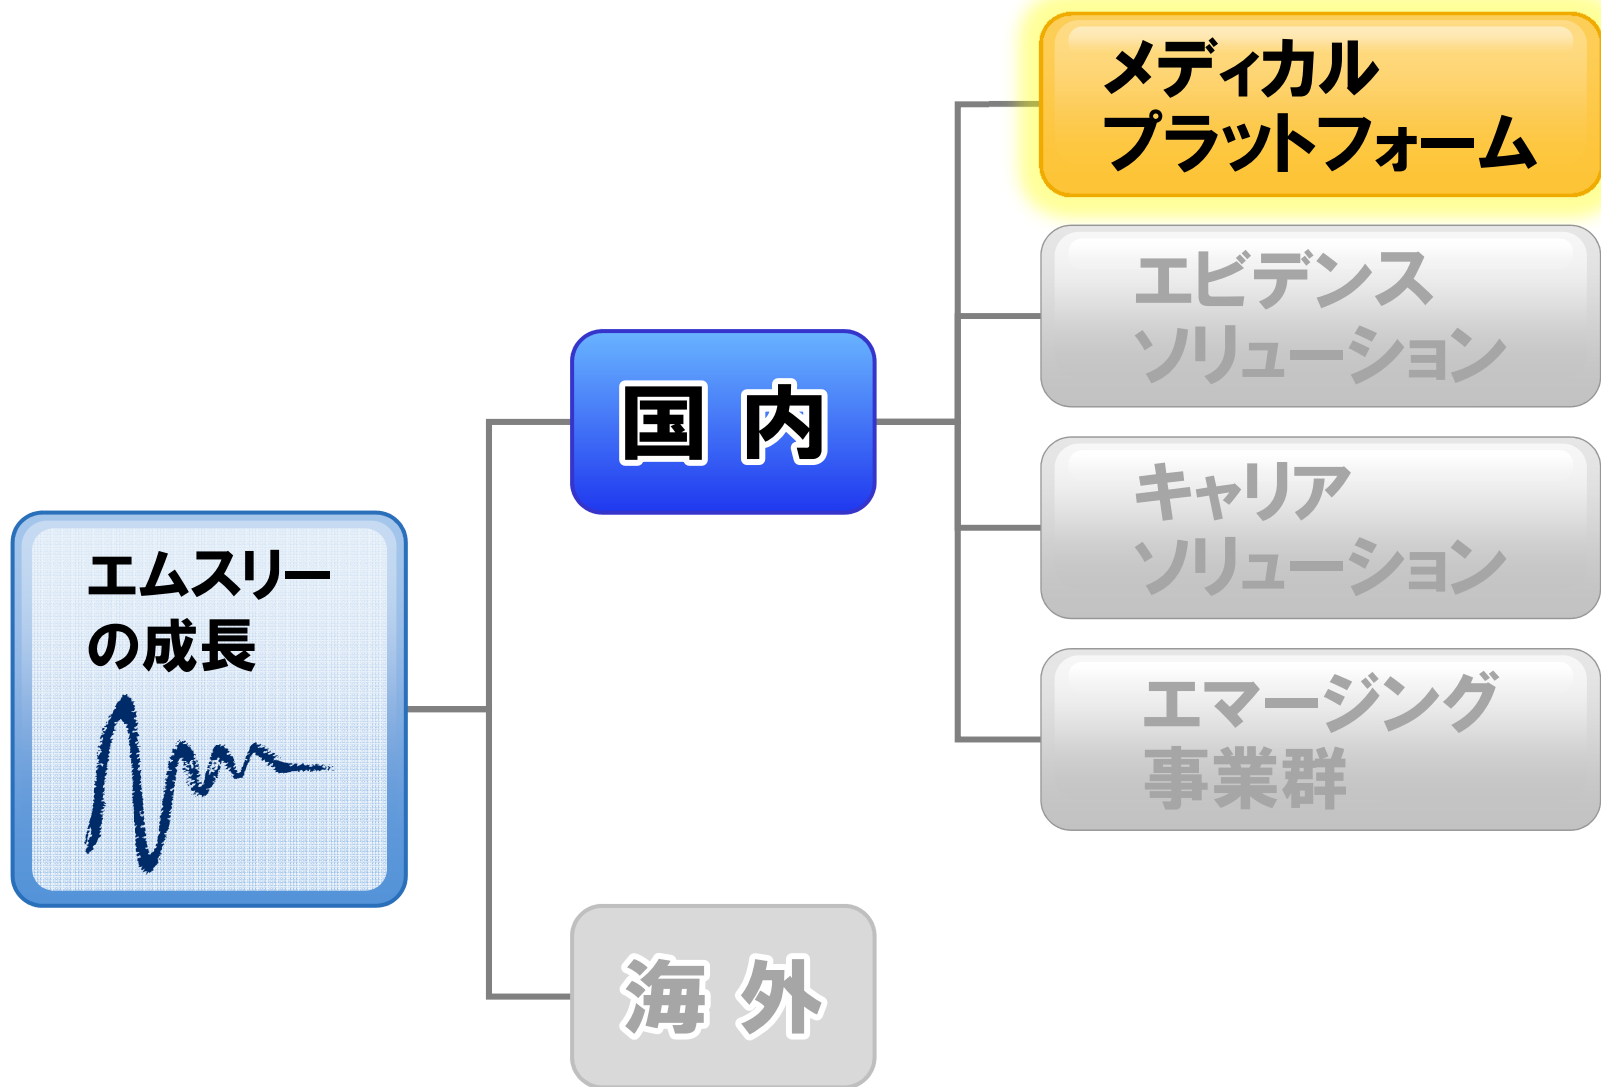 メディカル
プラットフォーム
エビデンス
ソリューション
国内
キャリア
ソリューション
エムスリー
の成長
エマージング
事業群
海外